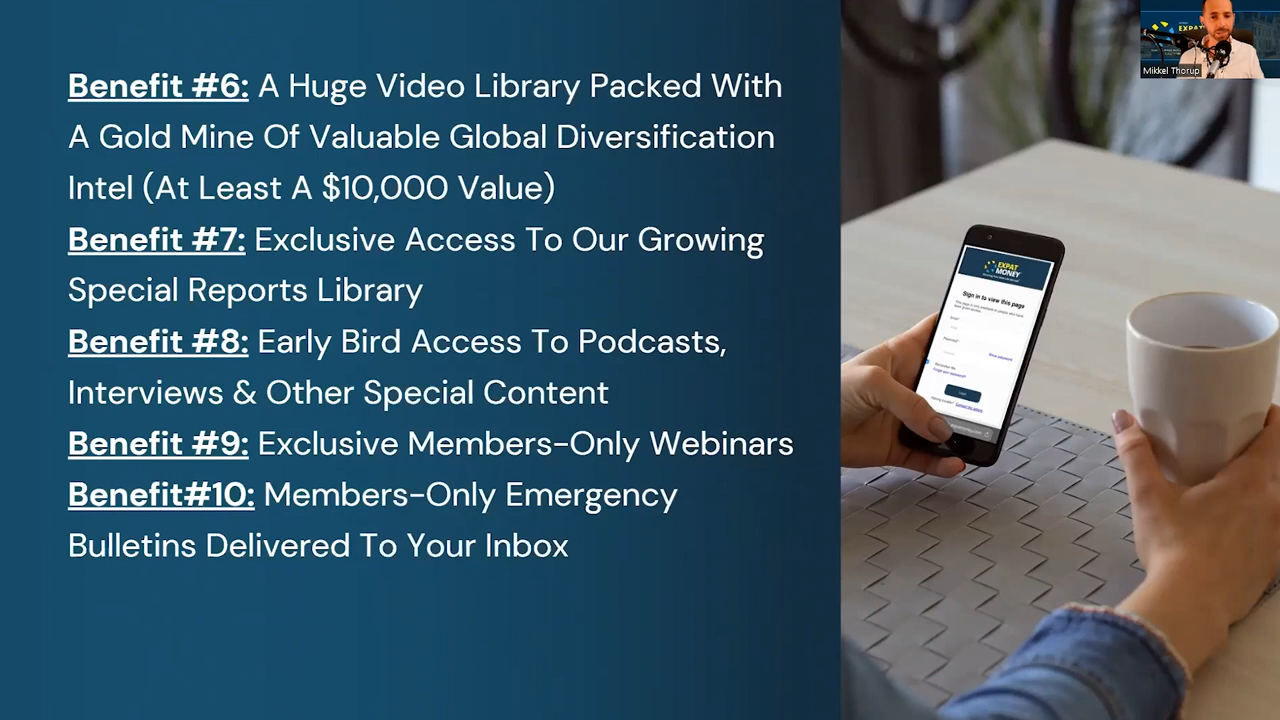 Benefit #6: A Huge Video Library Packed With
A Gold Mine Of Valuable Global Diversification
Intel (At Least A $10,000 Value)
Benefit #7: Exclusive Access To Our Growing
Special Reports Library
Benefit #8: Early Bird Access To Podcasts,
Interviews & Other Special Content
Benefit #9: Exclusive Members-Only Webinars
Benefit#10: Members-Only Emergency
Bulletins Delivered To Your Inbox
EXPAT
Mikkel Thorup
EXPAT
MONEY
Sign in to view this page